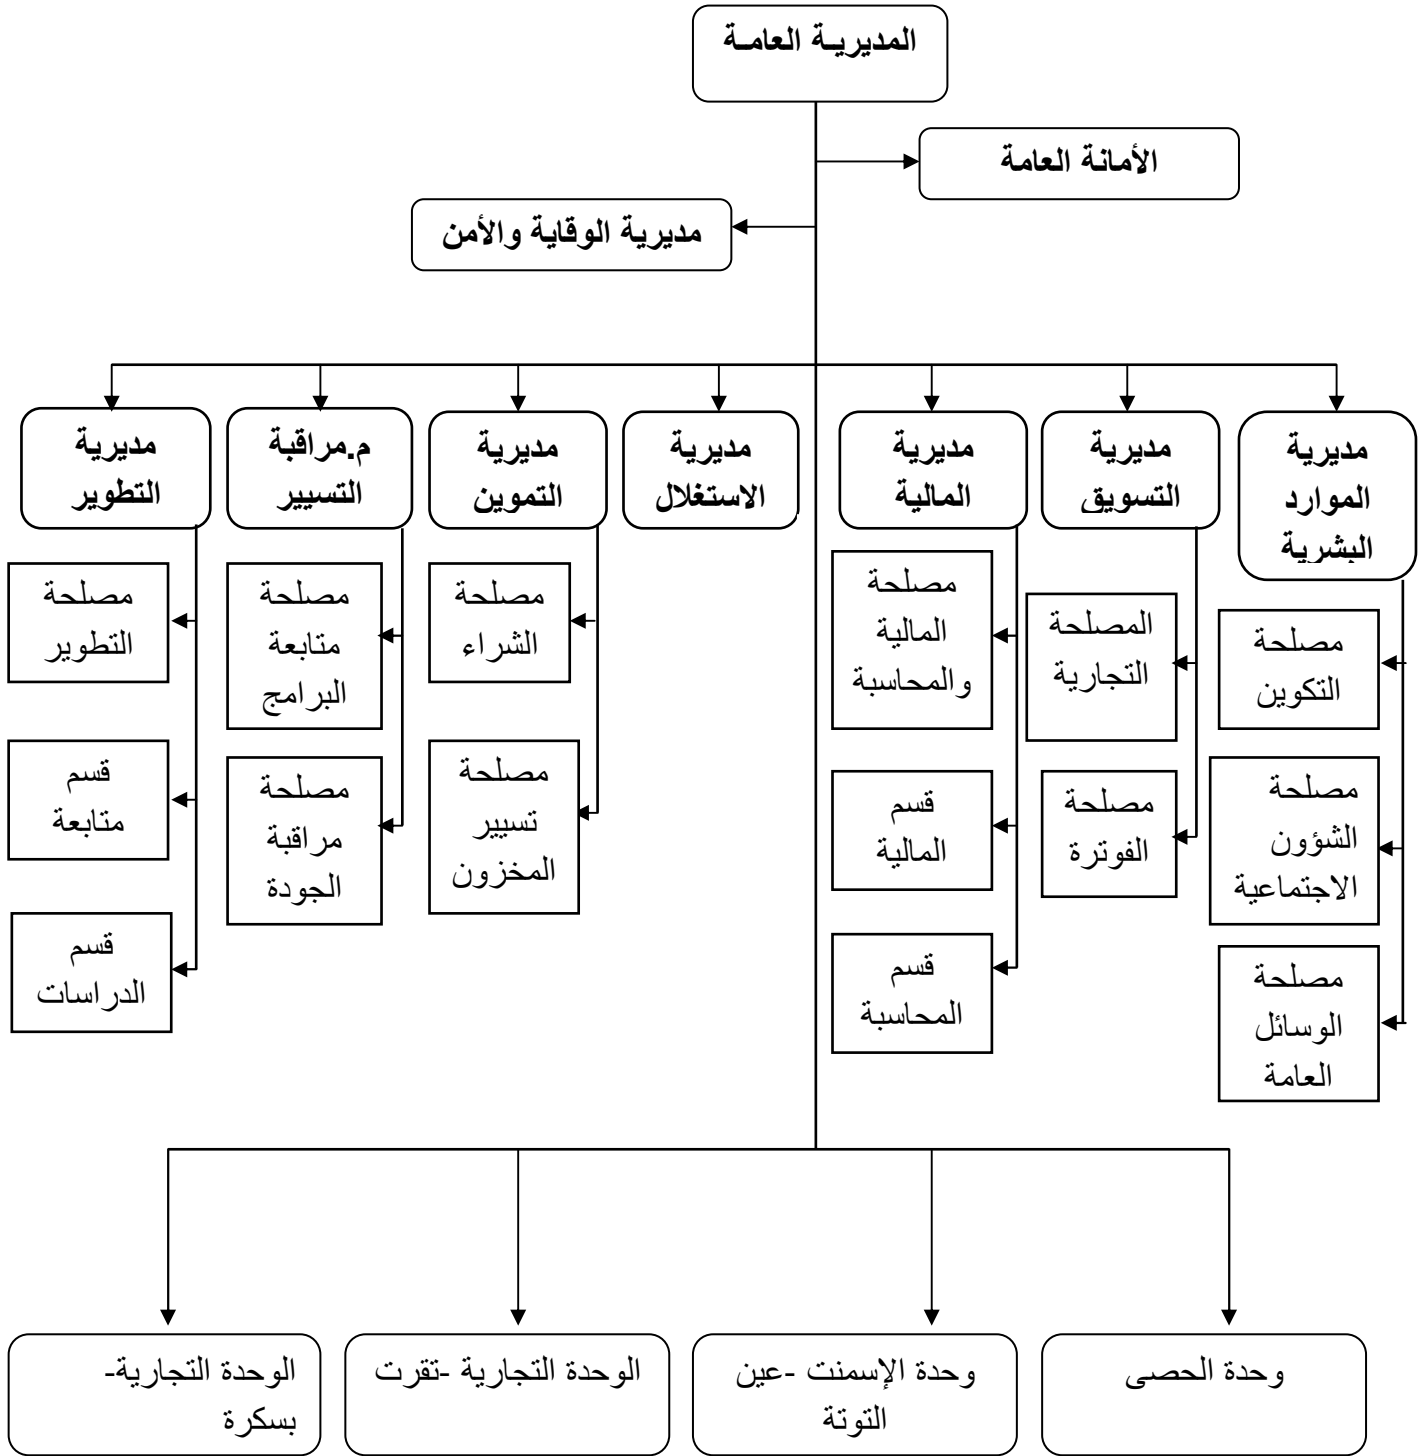 المديريـة العامـة
الأمانة العامة
مديرية الوقاية والأمن
مديرية
الموارد
البشرية
مديرية
التسويق
مديرية
المالية
مديرية
الاستغلال
مديرية
التموين
م.مراقبة
التسيير
مديرية
التطوير
مصلحة
التكوين
مصلحة
الشؤون
الاجتماعية
مصلحة
الوسائل
العامة
المصلحة
التجارية
مصلحة
الفوترة
مصلحة
المالية
والمحاسبة
قسم
المالية
قسم
المحاسبة
مصلحة
الشراء
مصلحة
تسيير
المخزون
مصلحة
متابعة
البرامج
مصلحة
مراقبة
الجودة
مصلحة
التطوير
قسم
متابعة
قسم
الدراسات
وحدة الحصى
وحدة الإسمنت -عين
التوتة
الوحدة التجارية -تقرت
الوحدة التجارية-
بسكرة